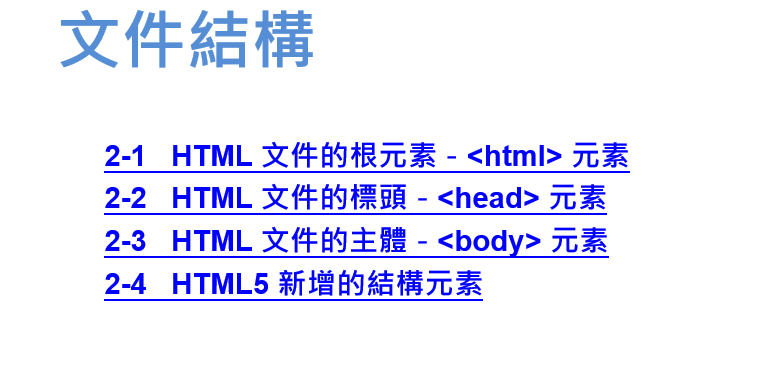 文件結構
2-1 HTML 文件的根元素 - <html> 元素
2-2 HTML 文件的標頭 - <head> 元素
2-3 HTML 文件的主體 - <body> 元素
2-4 HTML5 新增的結構元素